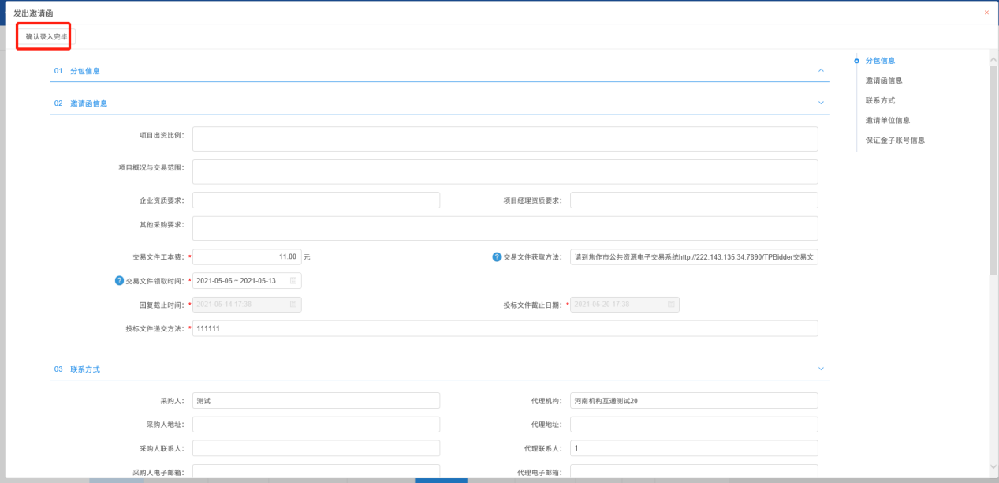 发出邀请函
×
确认录入完毕
01 分包信息
02 邀请函信息
项目出资比例：
项目概况与交易范围：
企业资质要求：
项目经理资质要求：
其他采购要求：
交易文件工本费：* 11.00 元
? 交易文件获取方法： 请到焦作市公共资源电子交易系统http://222.143.135.34:7890/TPBidder交易文
? 交易文件领取时间：* 2021-05-06 ~ 2021-05-13
回复截止时间：* 2021-05-14 17:38
投标文件截止日期：* 2021-05-20 17:38
投标文件递交方法：* 111111
03 联系方式
采购人： 测试
代理机构： 河南机构互通测试20
采购人地址：
代理地址：
采购人联系人：
代理联系人： 1
采购人电子邮箱：
代理电子邮箱：
分包信息
邀请函信息
联系方式
邀请单位信息
保证金子账号信息